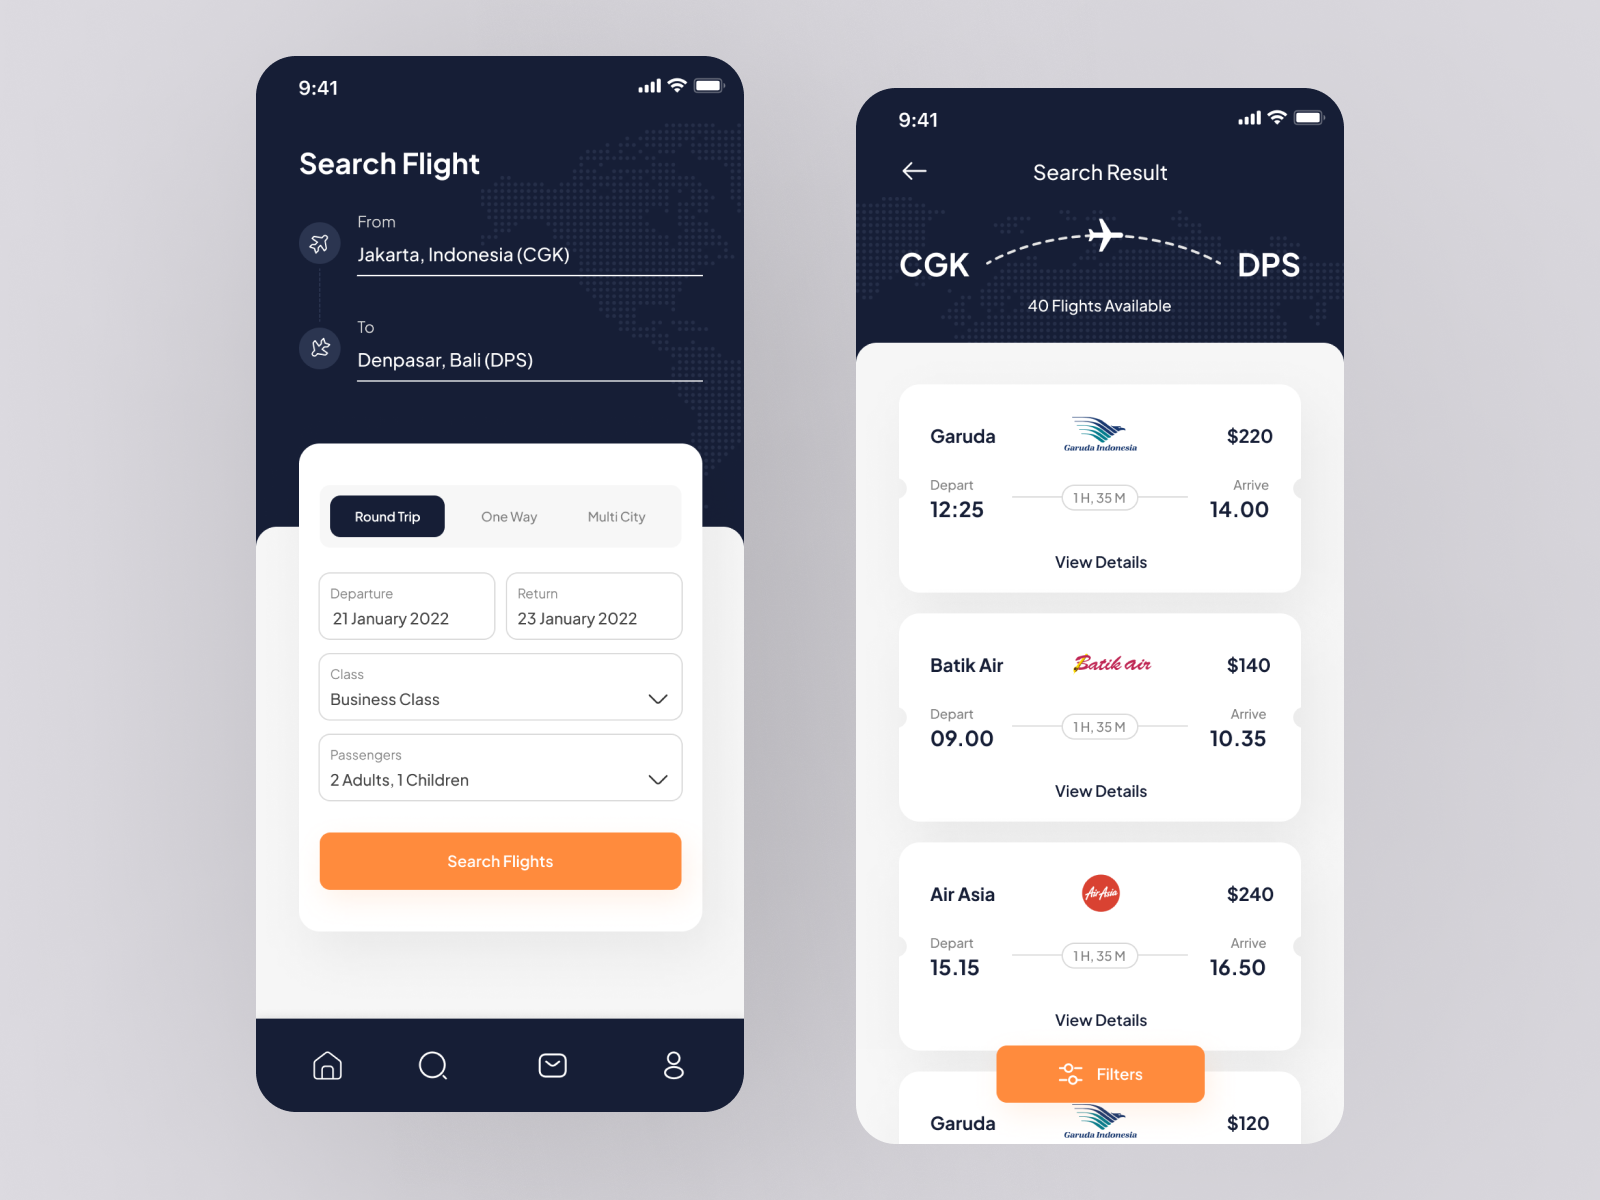 9:41
Search Flight
From
Jakarta, Indonesia (CGK)
To
Denpasar, Bali (DPS)
Round Trip One Way Multi City
Departure Return
21 January 2022 23 January 2022
Class
Business Class
Passengers
2 Adults, 1 Children
Search Flights
9:41
Search Result
CGK DPS
40 Flights Available
Garuda Garuda Indonesia $220
Depart Arrive
12:25 1 H, 35 M 14.00
View Details
Batik Air Batik air $140
Depart Arrive
09.00 1 H, 35 M 10.35
View Details
Air Asia AirAsia $240
Depart Arrive
15.15 1 H, 35 M 16.50
View Details
Filters
Garuda Garuda Indonesia $120